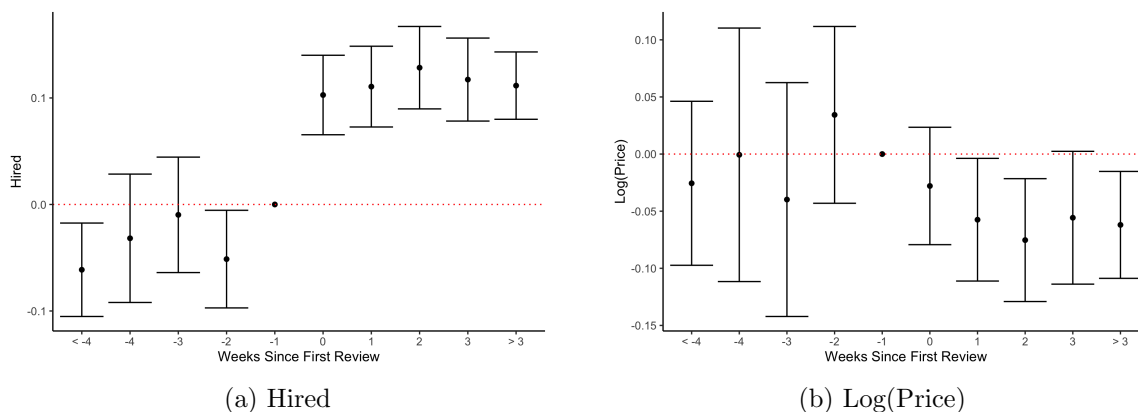 Hired
0.1
0.0
-0.1
< -4 -4 -3 -2 -1 0 1 2 3 > 3
Weeks Since First Review
(a) Hired
Log(Price)
0.10
0.05
0.00
-0.05
-0.10
-0.15
< -4 -4 -3 -2 -1 0 1 2 3 > 3
Weeks Since First Review
(b) Log(Price)